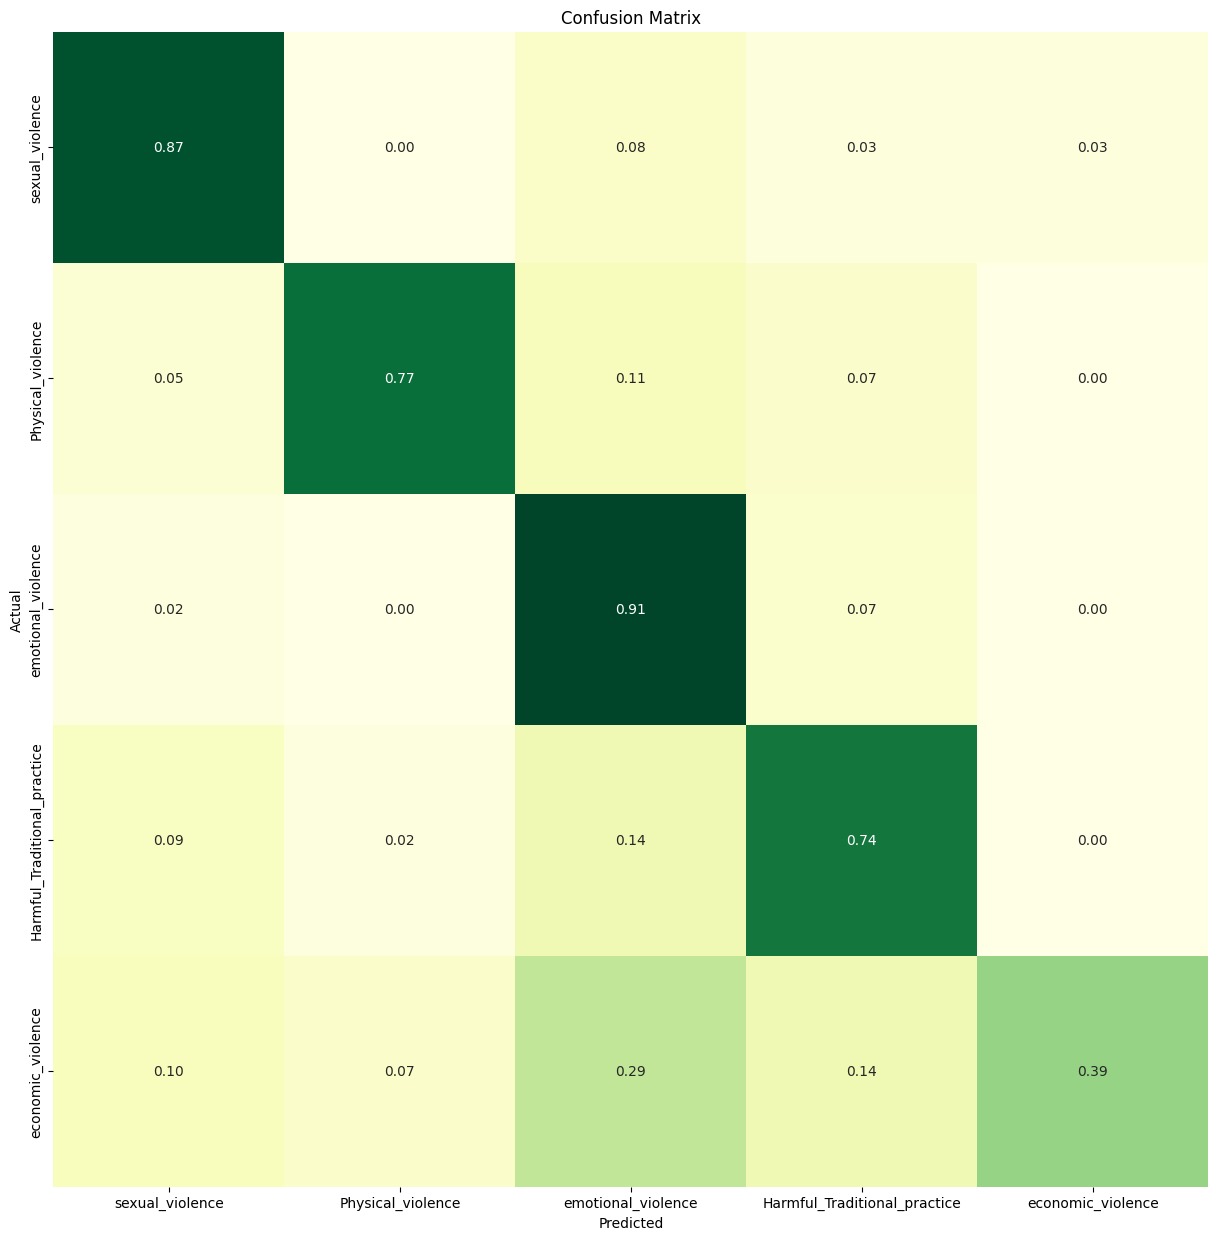 Confusion Matrix
sexual_violence
0.87 0.00 0.08 0.03 0.03
Physical_violence
0.05 0.77 0.11 0.07 0.00
Actual
emotional_violence
0.02 0.00 0.91 0.07 0.00
Harmful_Traditional_practice
0.09 0.02 0.14 0.74 0.00
economic_violence
0.10 0.07 0.29 0.14 0.39
sexual_violence Physical_violence emotional_violence Harmful_Traditional_practice economic_violence
Predicted